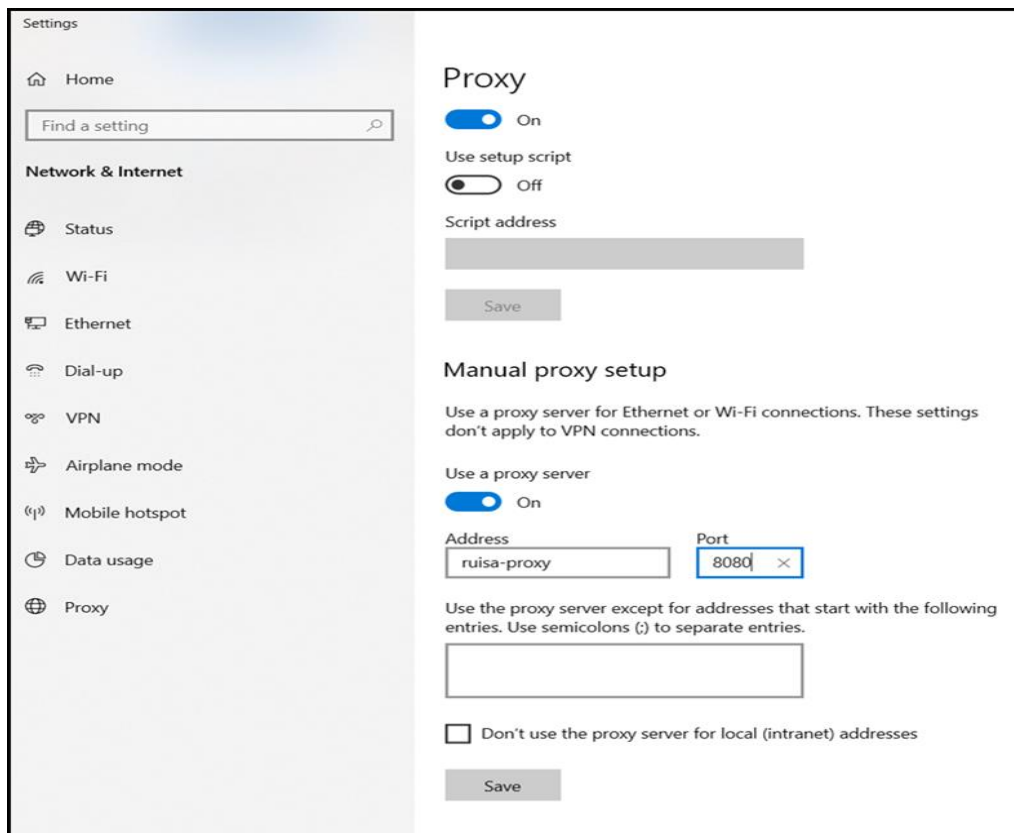 Settings
Home
Find a setting
Network & Internet
Status
Wi-Fi
Ethernet
Dial-up
VPN
Airplane mode
Mobile hotspot
Data usage
Proxy
Proxy
On
Use setup script
Off
Script address
Save
Manual proxy setup
Use a proxy server for Ethernet or Wi-Fi connections. These settings
don't apply to VPN connections.
Use a proxy server
On
Address Port
ruisa-proxy 8080
Use the proxy server except for addresses that start with the following
entries. Use semicolons (;) to separate entries.
Don't use the proxy server for local (intranet) addresses
Save